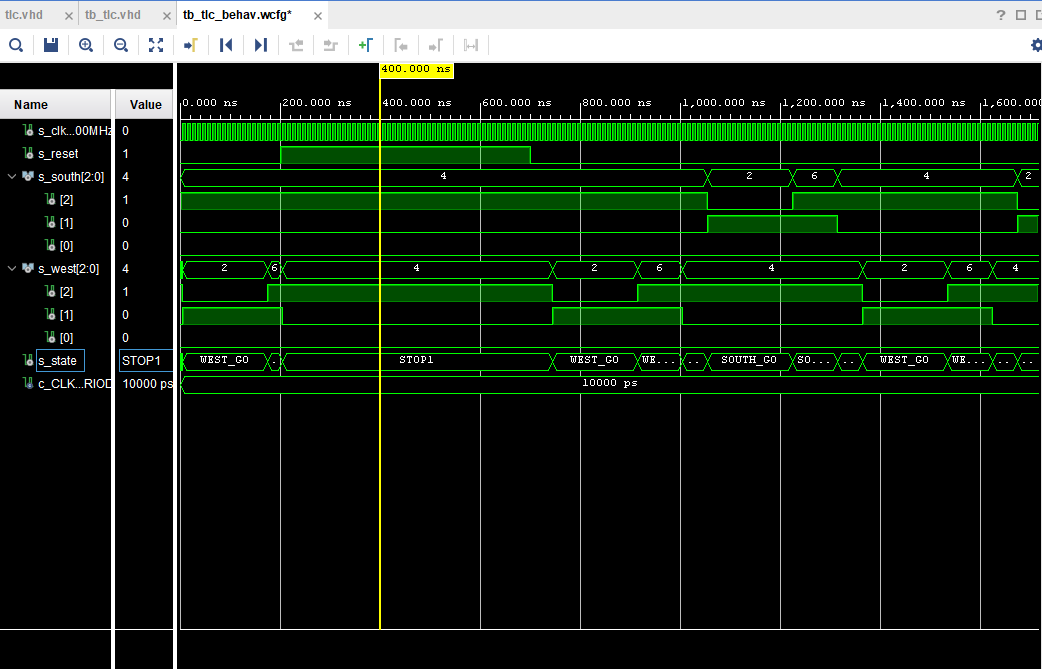 tlc.vhd tb_tlc.vhd tb_tlc_behav.wcfg*
400.000 ns
Name Value 0.000 ns 200.000 ns 400.000 ns 600.000 ns 800.000 ns 1,000.000 ns 1,200.000 ns 1,400.000 ns 1,600.000
s_clk...00MHz 0
s_reset 1
s_south[2:0] 4 4 2 6 4 2
[2] 1
[1] 0
[0] 0
s_west[2:0] 4 2 6 4 2 6 4 2 6 4
[2] 1
[1] 0
[0] 0
s_state STOP1 WEST_GO ... STOP1 WEST_GO WE... ... SOUTH_GO SO... ... WEST_GO WE... ... ...
c_CLK...RIOD 10000 ps 10000 ps